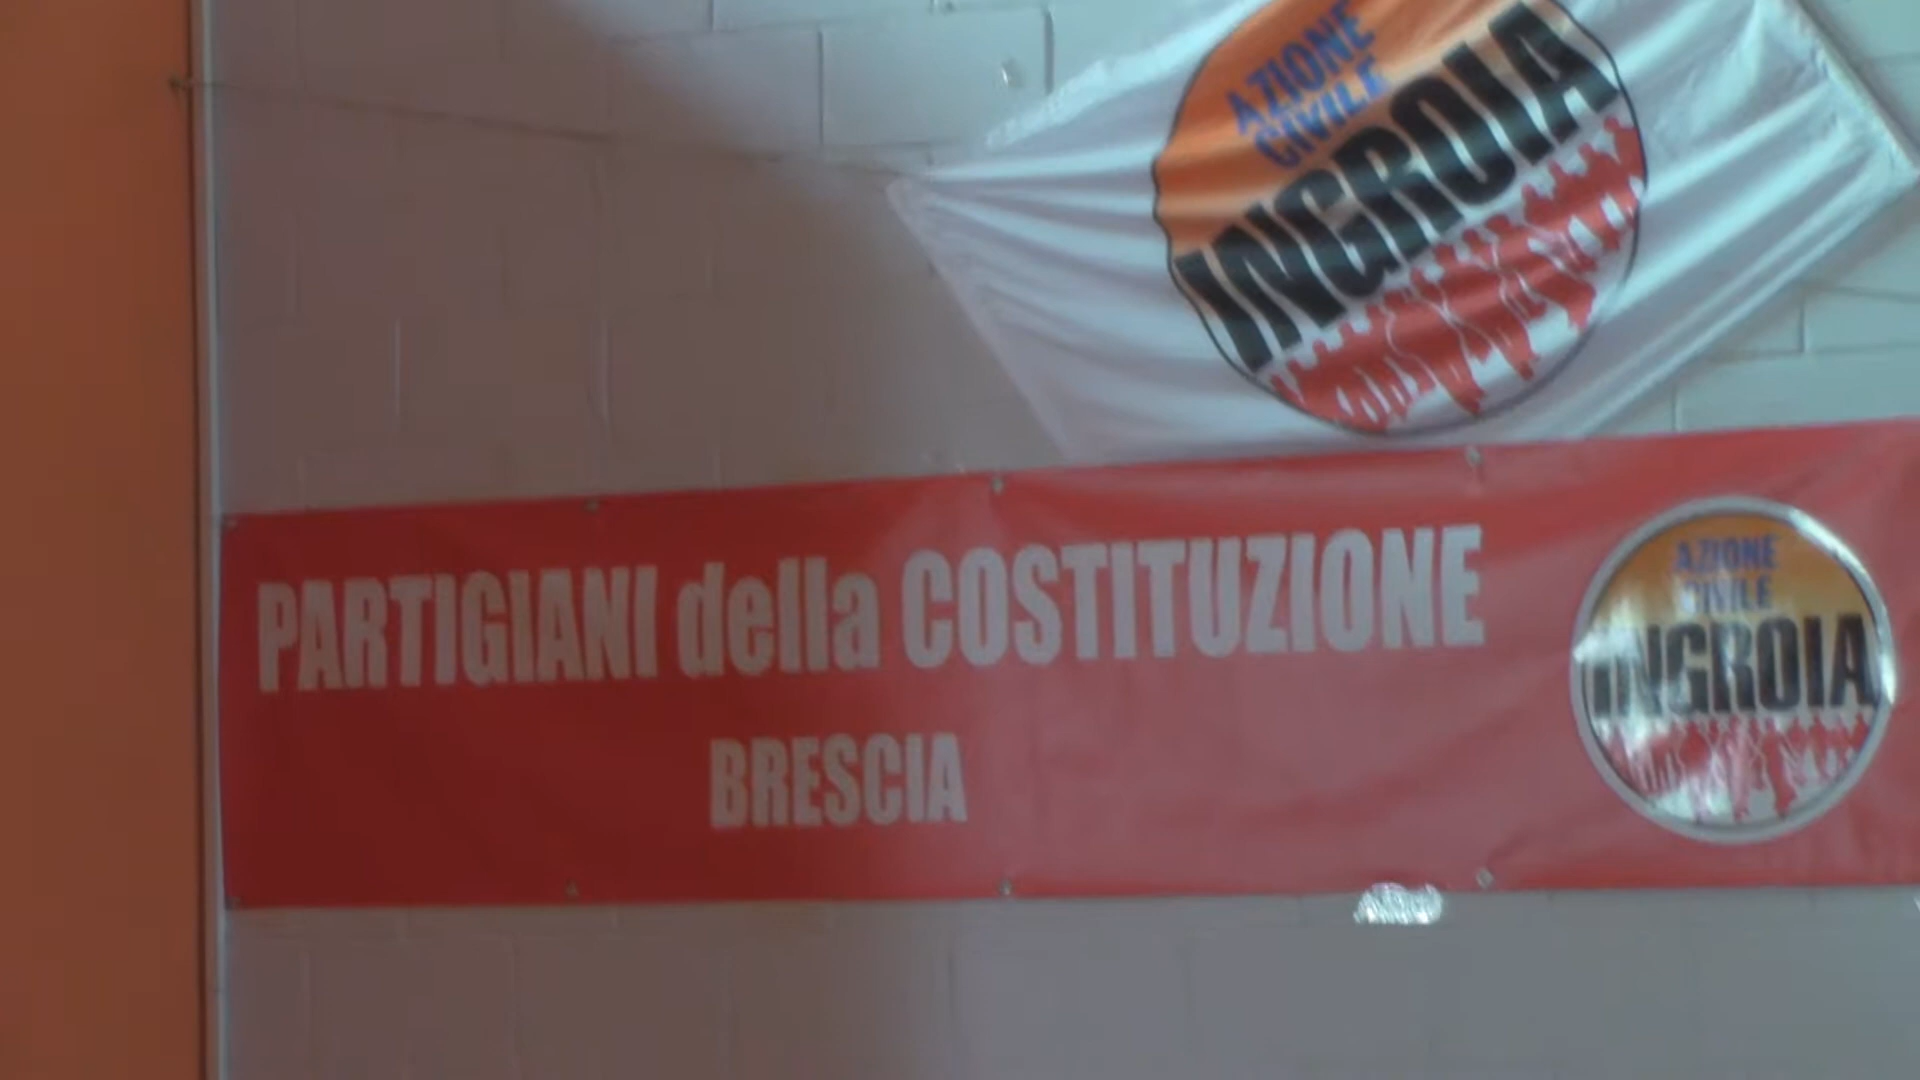 AZIONE
CIVILE
INGROIA
PARTIGIANI della COSTITUZIONE
BRESCIA
AZIONE
CIVILE
INGROIA